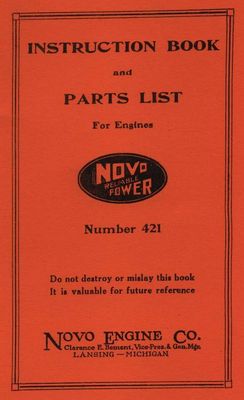 INSTRUCTION BOOK
and
PARTS LIST
For Engines
NOVO
RELIABLE
POWER
Number 421
Do not destroy or mislay this book
It is valuable for future reference
NOVO ENGINE CO.
Clarence E. Bement, Vice-Pres. & Gen. Mgr.
LANSING — MICHIGAN